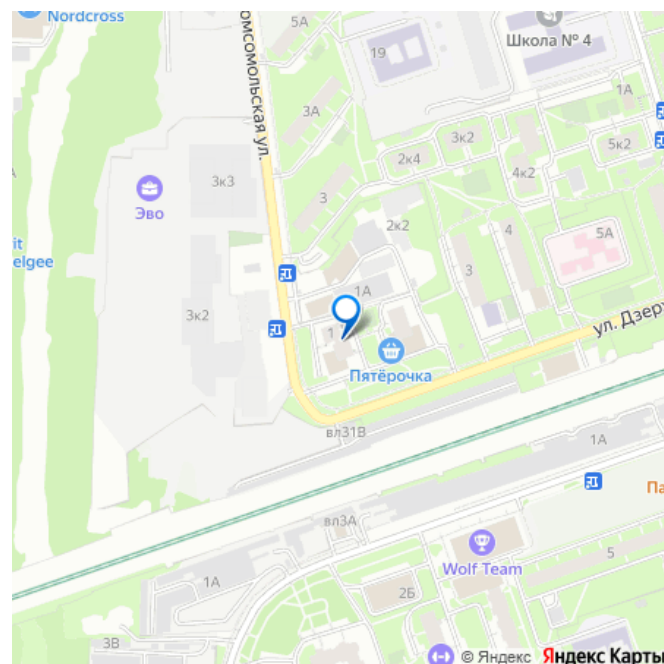 Nordcross
5А
Школа № 4
омсомольская ул.
19
1А
3А
3к2
2к4
5к2
3к3
4к2
Эво
3
2к2
4
5А
it
elgee
3
1А
3к2
1
ул. Дзер
Пятёрочка
вл31В
1А
Па
вл3А
Wolf Team
5
1А
2Б
3В
© Яндекс Яндекс Карты